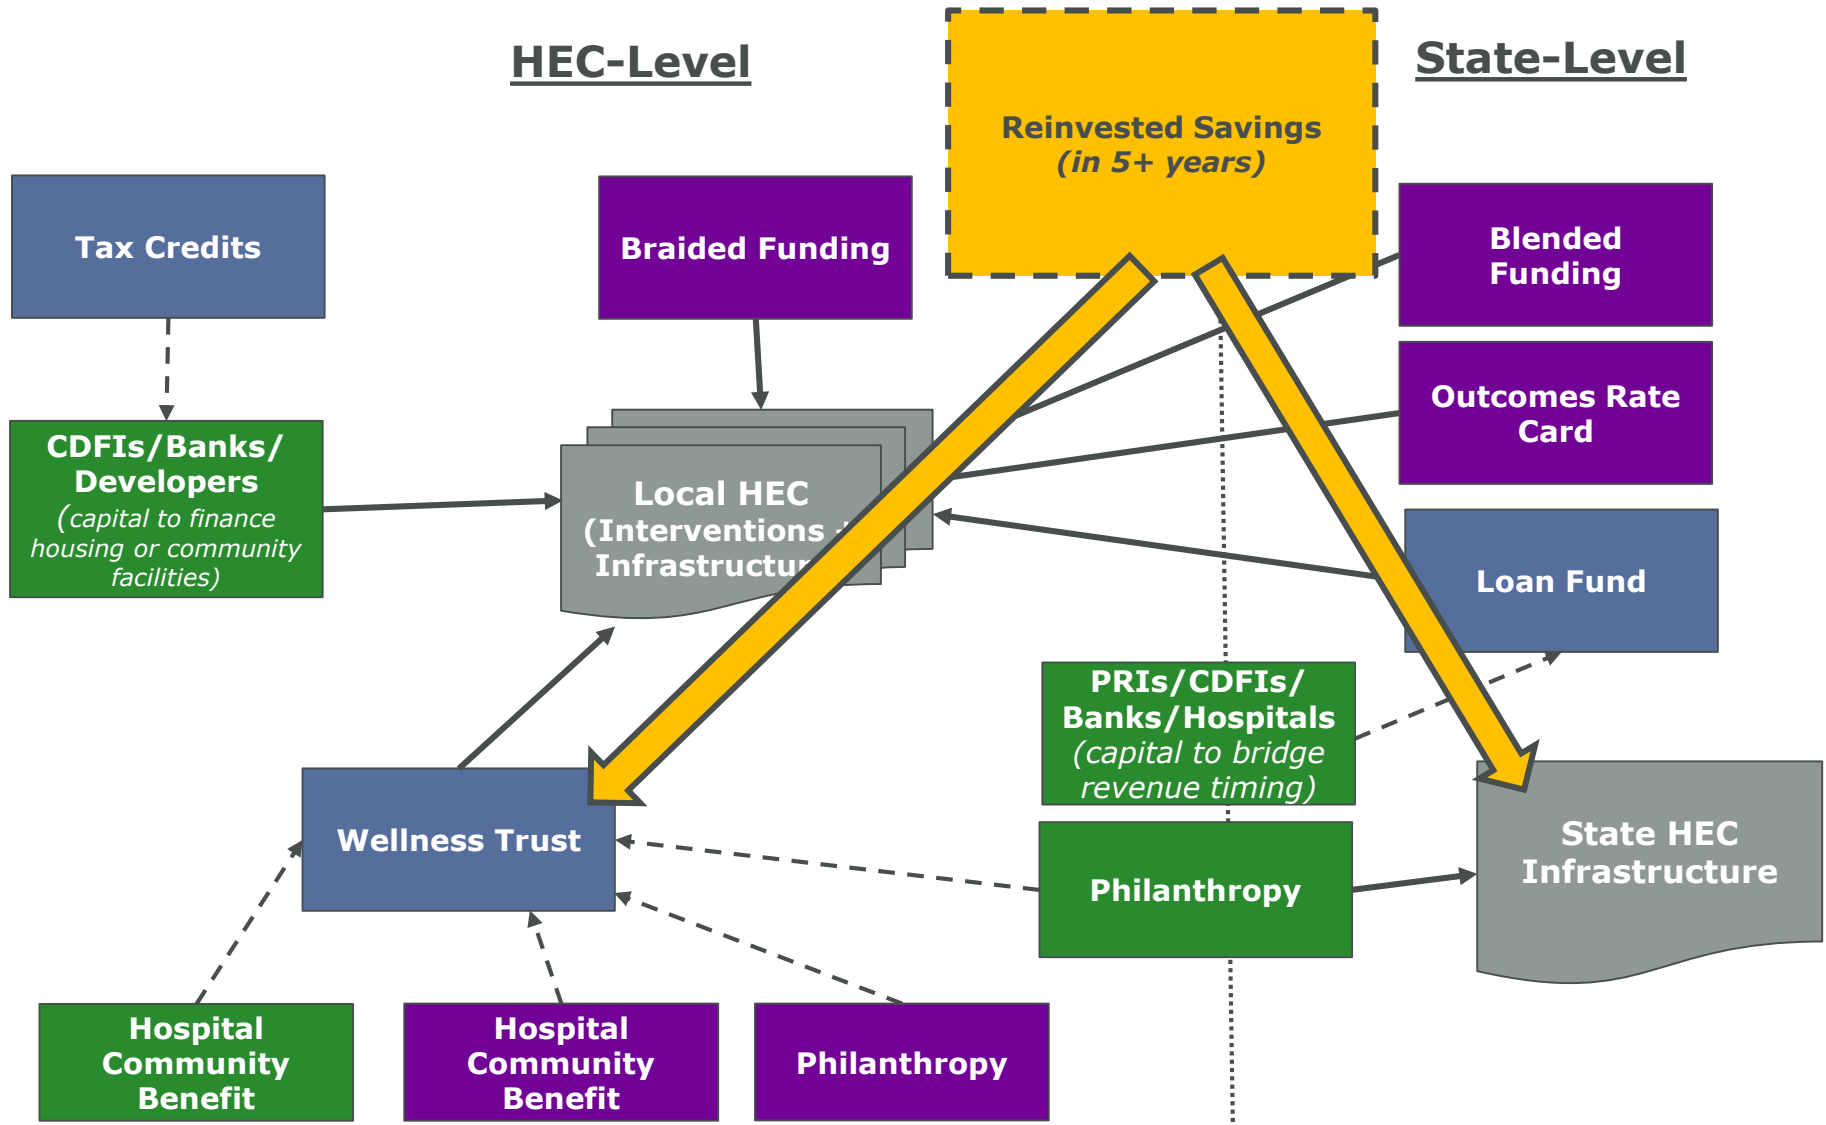 HEC-Level
State-Level
Reinvested Savings
(in 5+ years)
Tax Credits
Braided Funding
Blended
Funding
Outcomes Rate
Card
CDFIs/Banks/
Developers
(capital to finance
housing or community
facilities)
Local HEC
(Interventions
Infrastructur
Loan Fund
PRIs/CDFIs/
Banks/Hospitals
(capital to bridge
revenue timing)
Wellness Trust
Philanthropy
State HEC
Infrastructure
Hospital
Community
Benefit
Hospital
Community
Benefit
Philanthropy